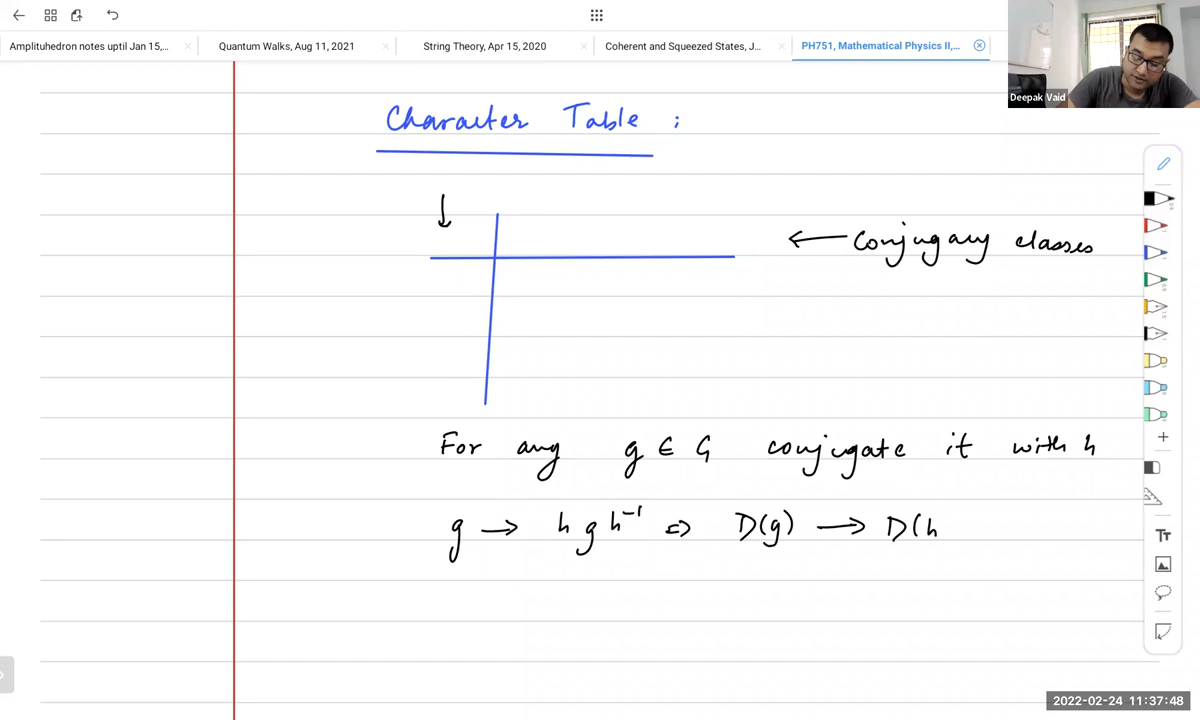 Amplituhedron notes uptil Jan 15,... Quantum Walks, Aug 11, 2021 String Theory, Apr 15, 2020 Coherent and Squeezed States, J... PH751, Mathematical Physics II,...
Deepak Vaid
Character Table :
↓
← Conjugacy classes
For any g ∈ G conjugate it with h
g → h g h⁻¹ ⇒ D(g) → D(h
TT
2022-02-24 11:37:48